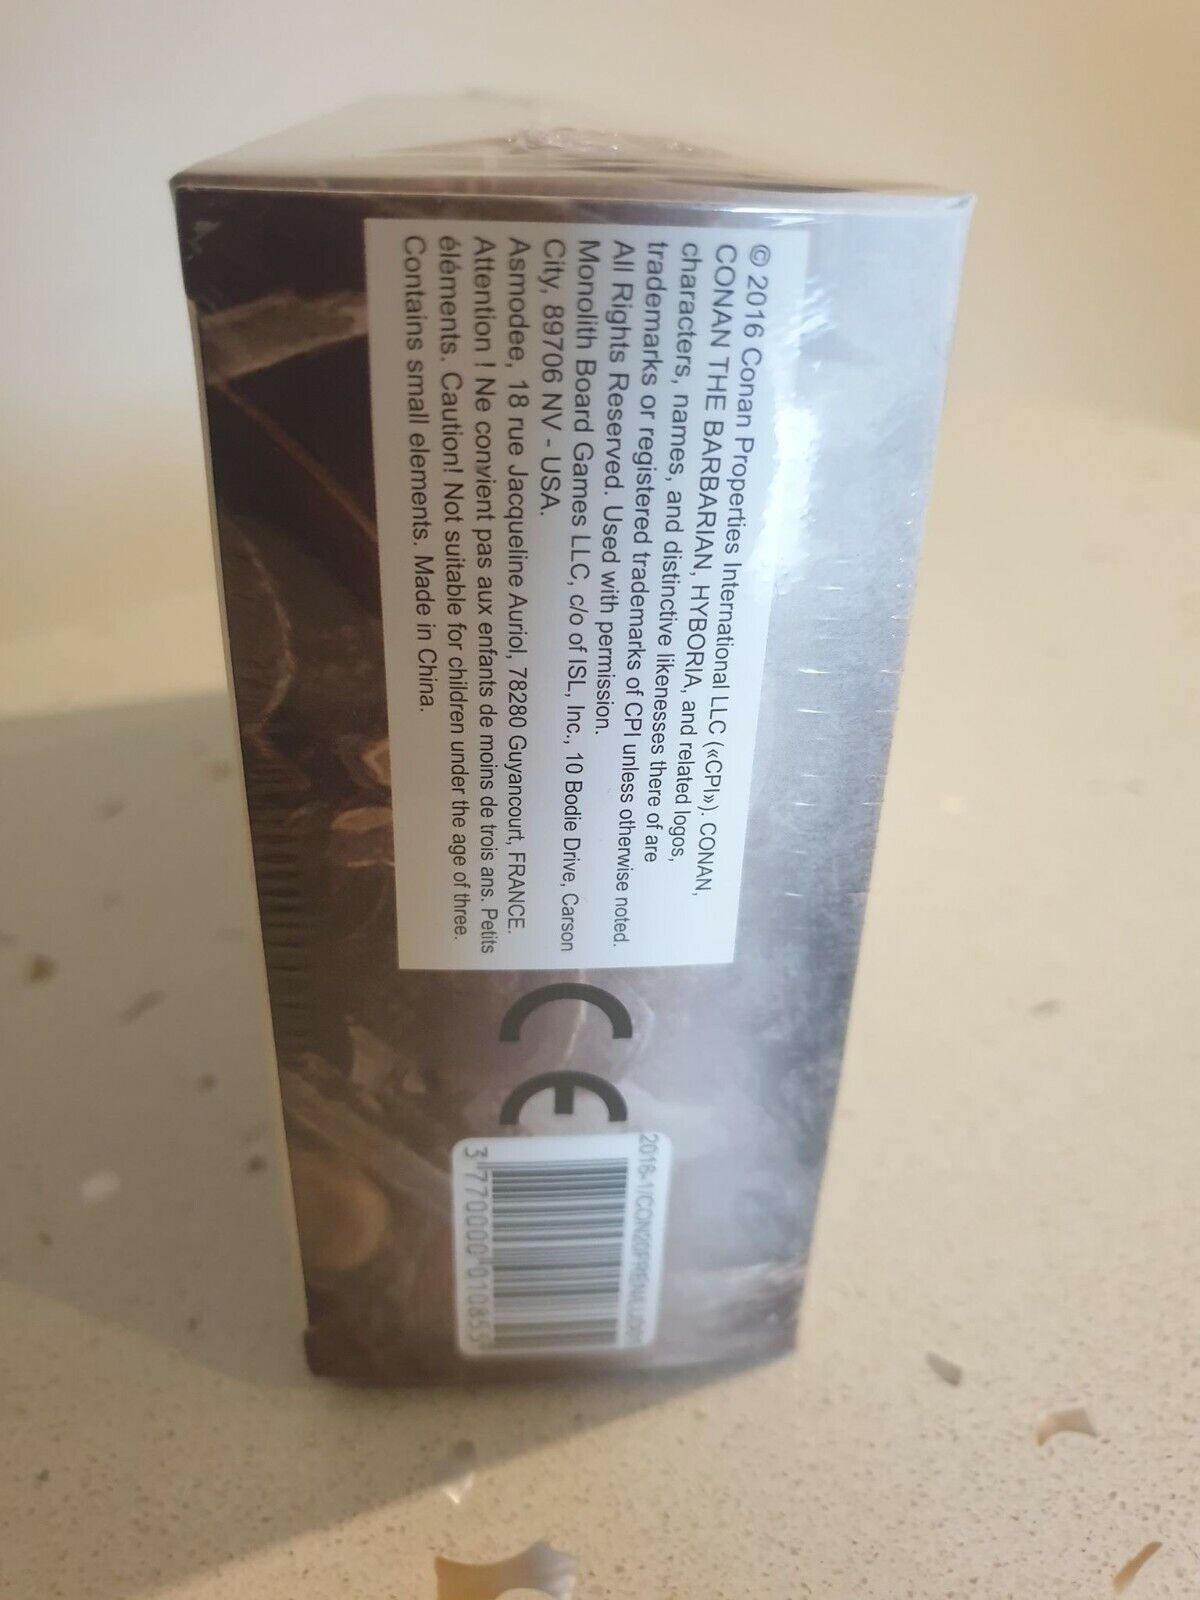 © 2016 Conan Properties International LLC («CPI»). CONAN,
CONAN THE BARBARIAN, HYBORIA, and related logos,
characters, names, and distinctive likenesses there of are
trademarks or registered trademarks of CPI unless otherwise noted.
All Rights Reserved. Used with permission.
Monolith Board Games LLC, c/o of ISL, Inc., 10 Bodie Drive, Carson
City, 89706 NV - USA.
Asmodee, 18 rue Jacqueline Auriol, 78280 Guyancourt, FRANCE.
Attention ! Ne convient pas aux enfants de moins de trois ans. Petits
éléments. Caution! Not suitable for children under the age of three.
Contains small elements. Made in China.
CE
3 770000 010855